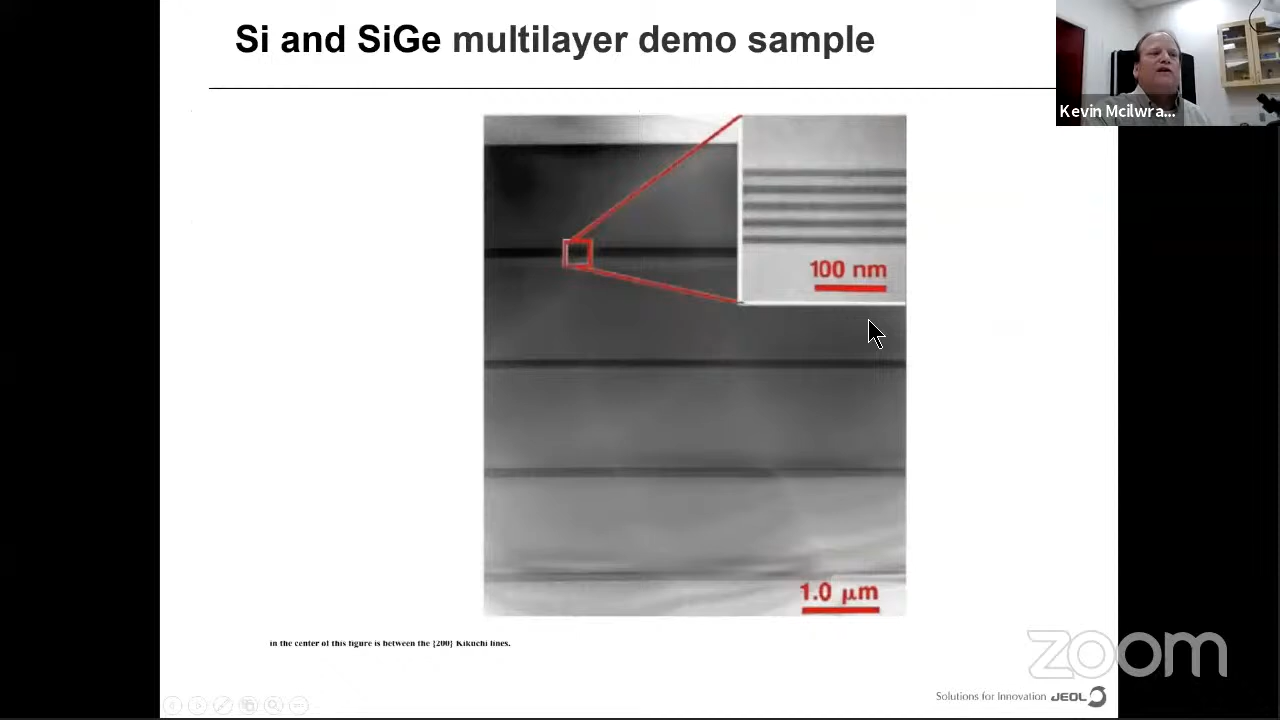 Si and SiGe multilayer demo sample
Kevin Mcilwra...
100 nm
1.0 μm
in the center of this figure is between the {200} Kikuchi lines.
zoom
Solutions for Innovation JEOL